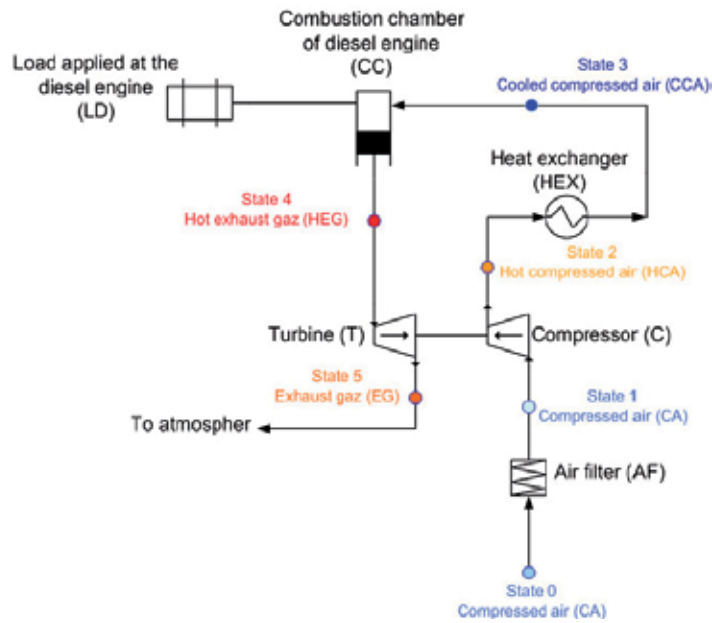 Combustion chamber
of diesel engine
(CC)
Load applied at the
diesel engine
(LD)
State 3
Cooled compressed air (CCA)
Heat exchanger
(HEX)
State 4
Hot exhaust gaz (HEG)
State 2
Hot compressed air (HCA)
Turbine (T)
Compressor (C)
State 5
Exhaust gaz (EG)
State 1
Compressed air (CA)
To atmospher
Air filter (AF)
State 0
Compressed air (CA)